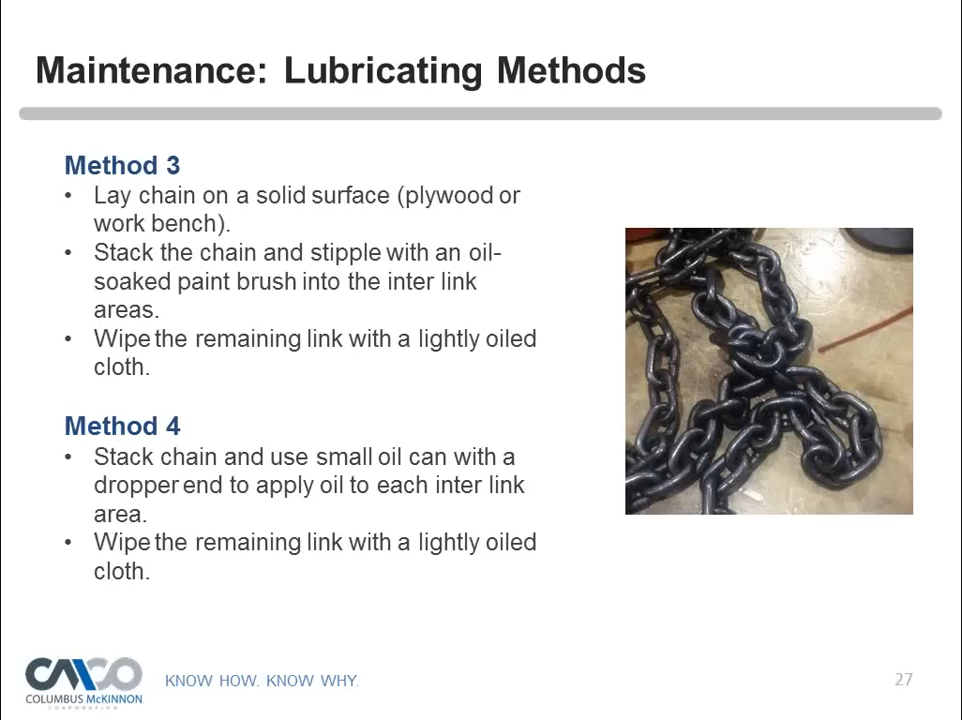 Maintenance: Lubricating Methods
Method 3
• Lay chain on a solid surface (plywood or
work bench).
• Stack the chain and stipple with an oil-
soaked paint brush into the inter link
areas.
• Wipe the remaining link with a lightly oiled
cloth.
Method 4
• Stack chain and use small oil can with a
dropper end to apply oil to each inter link
area.
• Wipe the remaining link with a lightly oiled
cloth.
CMCO
COLUMBUS McKINNON
CORPORATION
KNOW HOW. KNOW WHY.
27